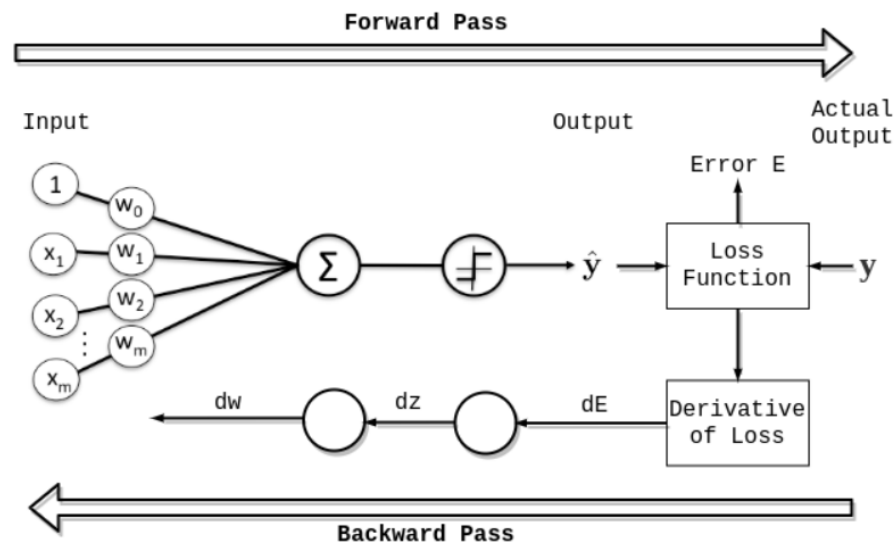 Forward Pass
Input
Output
Actual
Output
Error E
1
w₀
x₁
w₁
Σ
ŷ
Loss
Function
y
x₂
w₂
⋮
wₘ
xₘ
dw
dz
dE
Derivative
of Loss
Backward Pass